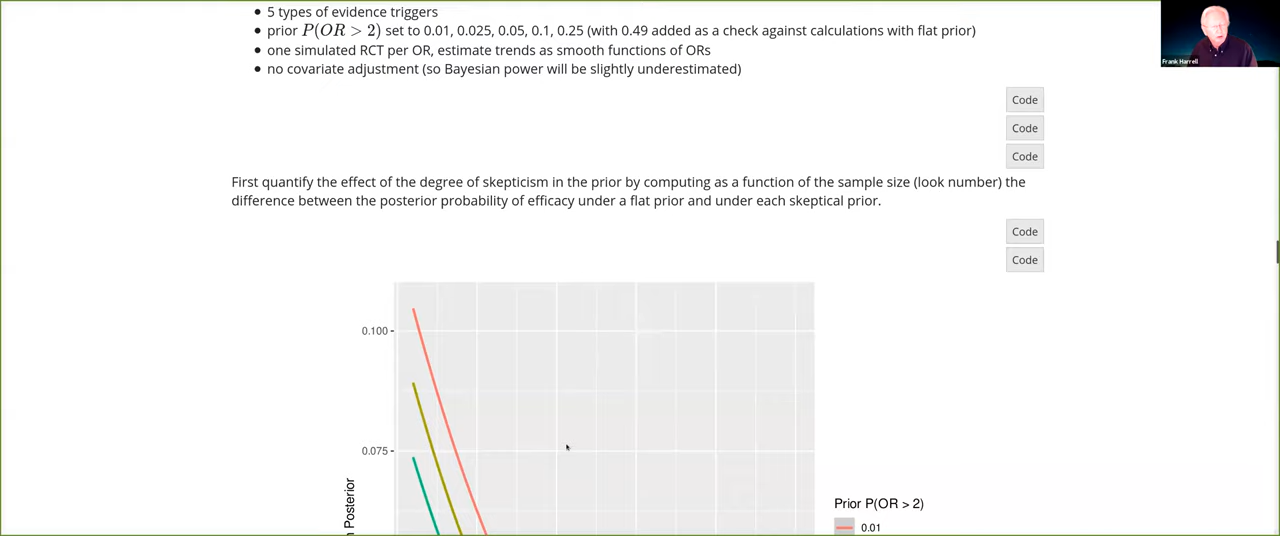 5 types of evidence triggers
prior P(OR > 2) set to 0.01, 0.025, 0.05, 0.1, 0.25 (with 0.49 added as a check against calculations with flat prior)
one simulated RCT per OR, estimate trends as smooth functions of ORs
no covariate adjustment (so Bayesian power will be slightly underestimated)
Frank Harrell
Code
Code
Code
First quantify the effect of the degree of skepticism in the prior by computing as a function of the sample size (look number) the
difference between the posterior probability of efficacy under a flat prior and under each skeptical prior.
Code
Code
0.100
0.075
Posterior
Prior P(OR > 2)
0.01